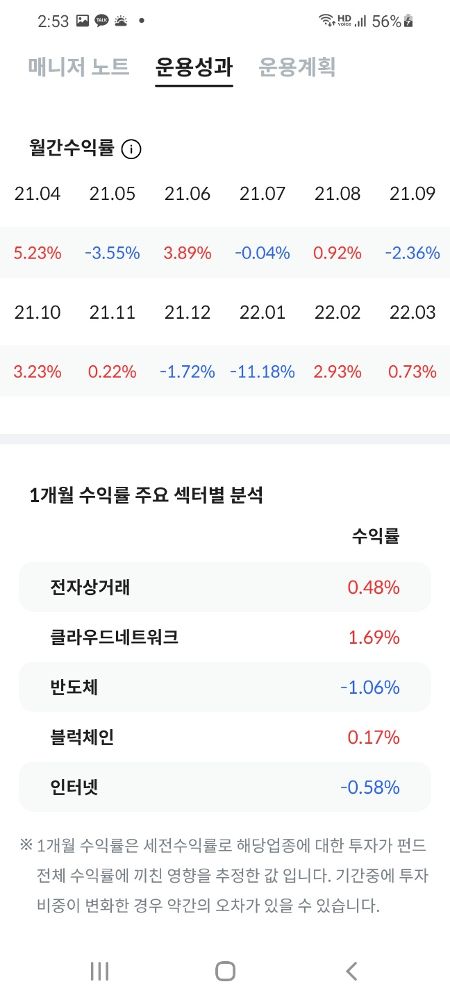 2:53 TALK HD voice 56%
매니저 노트 운용성과 운용계획
월간수익률 i
21.04 21.05 21.06 21.07 21.08 21.09
5.23% -3.55% 3.89% -0.04% 0.92% -2.36%
21.10 21.11 21.12 22.01 22.02 22.03
3.23% 0.22% -1.72% -11.18% 2.93% 0.73%
1개월 수익률 주요 섹터별 분석
수익률
전자상거래 0.48%
클라우드네트워크 1.69%
반도체 -1.06%
블럭체인 0.17%
인터넷 -0.58%
※ 1개월 수익률은 세전수익률로 해당업종에 대한 투자가 펀드
전체 수익률에 끼친 영향을 추정한 값 입니다. 기간중에 투자
비중이 변화한 경우 약간의 오차가 있을 수 있습니다.